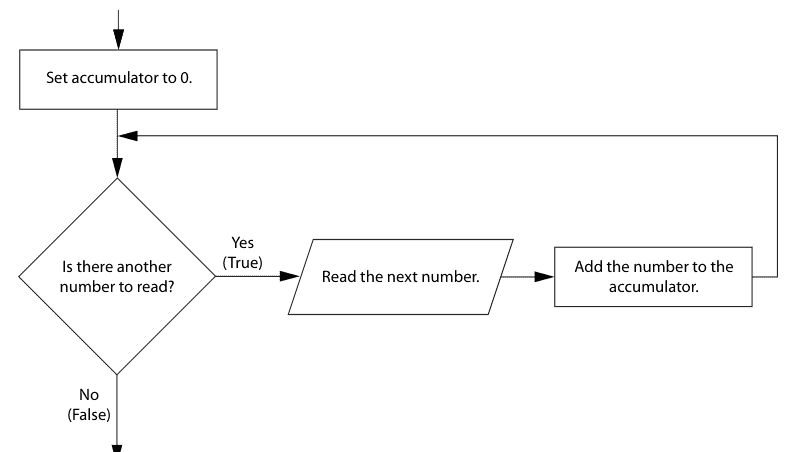 Set accumulator to 0.
Is there another
number to read?
Yes
(True)
Read the next number.
Add the number to the
accumulator.
No
(False)